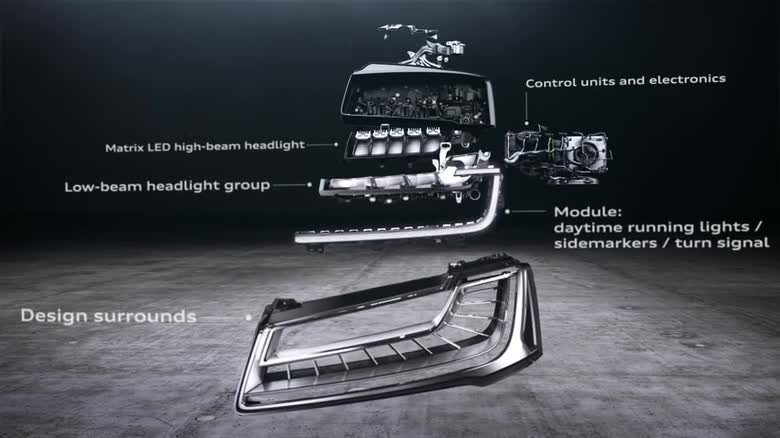 Control units and electronics
Matrix LED high-beam headlight
Low-beam headlight group
Module:
daytime running lights /
sidemarkers / turn signal
Design surrounds